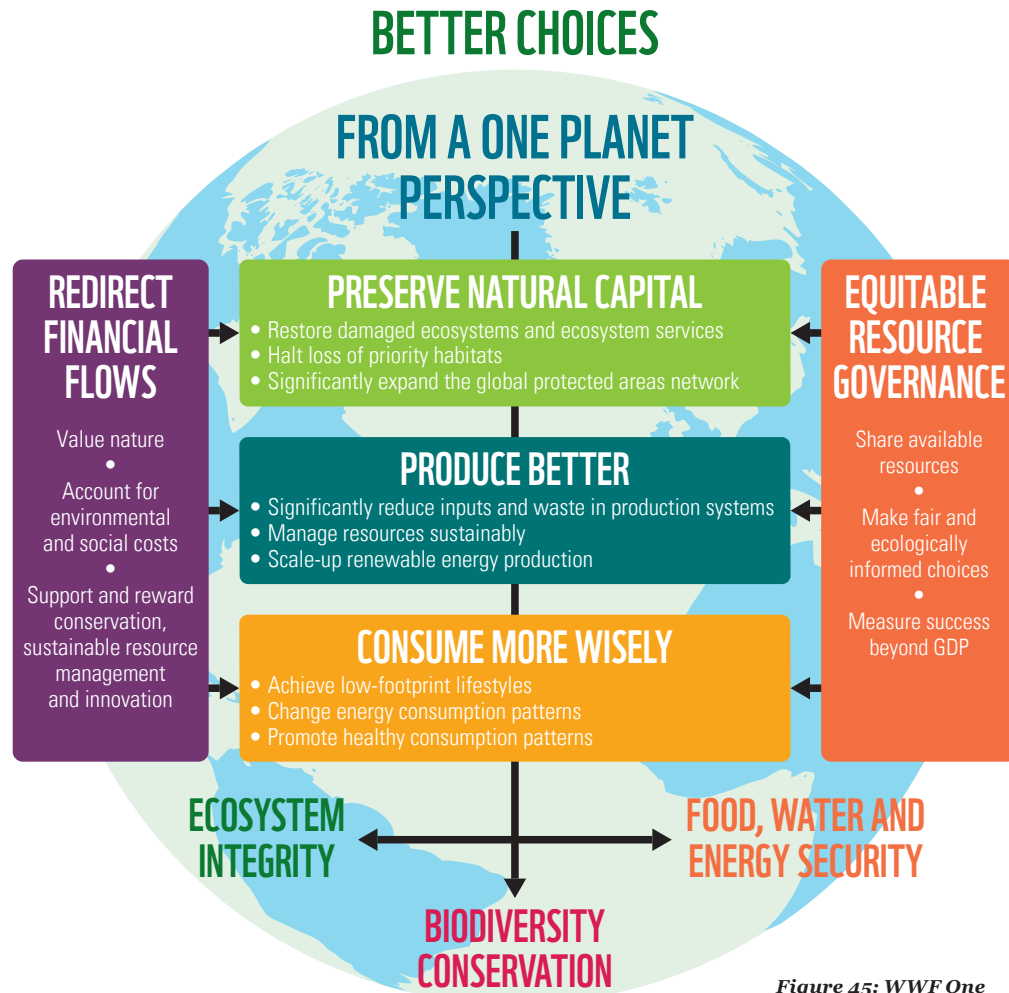 BETTER CHOICES
FROM A ONE PLANET
PERSPECTIVE
REDIRECT
FINANCIAL
FLOWS
Value nature
•
Account for
environmental
and social costs
•
Support and reward
conservation,
sustainable resource
management
and innovation
PRESERVE NATURAL CAPITAL
• Restore damaged ecosystems and ecosystem services
• Halt loss of priority habitats
• Significantly expand the global protected areas network
PRODUCE BETTER
• Significantly reduce inputs and waste in production systems
• Manage resources sustainably
• Scale-up renewable energy production
CONSUME MORE WISELY
• Achieve low-footprint lifestyles
• Change energy consumption patterns
• Promote healthy consumption patterns
EQUITABLE
RESOURCE
GOVERNANCE
Share available
resources
•
Make fair and
ecologically
informed choices
•
Measure success
beyond GDP
ECOSYSTEM
INTEGRITY
FOOD, WATER AND
ENERGY SECURITY
BIODIVERSITY
CONSERVATION
Figure 45: WWF One